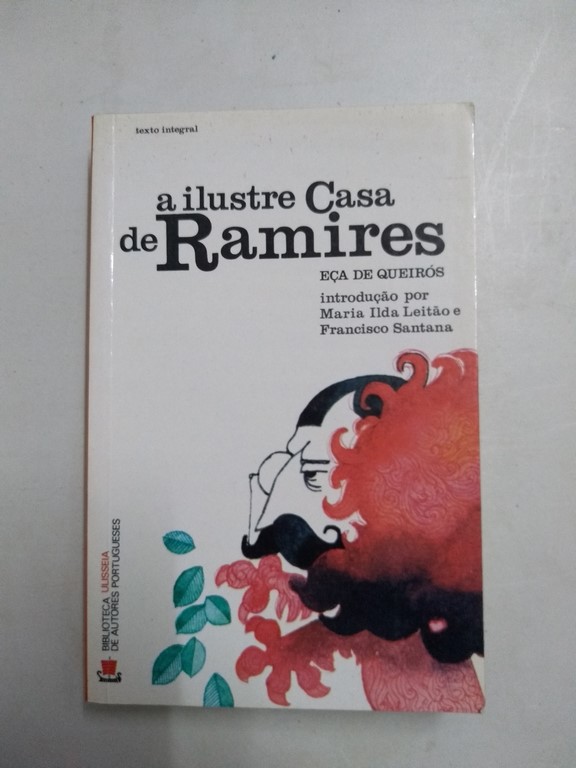 texto integral
a ilustre Casa
de Ramires
EÇA DE QUEIRÓS
introdução por
Maria Ilda Leitão e
Francisco Santana
BIBLIOTECA ULISSEIA
DE AUTORES PORTUGUESES